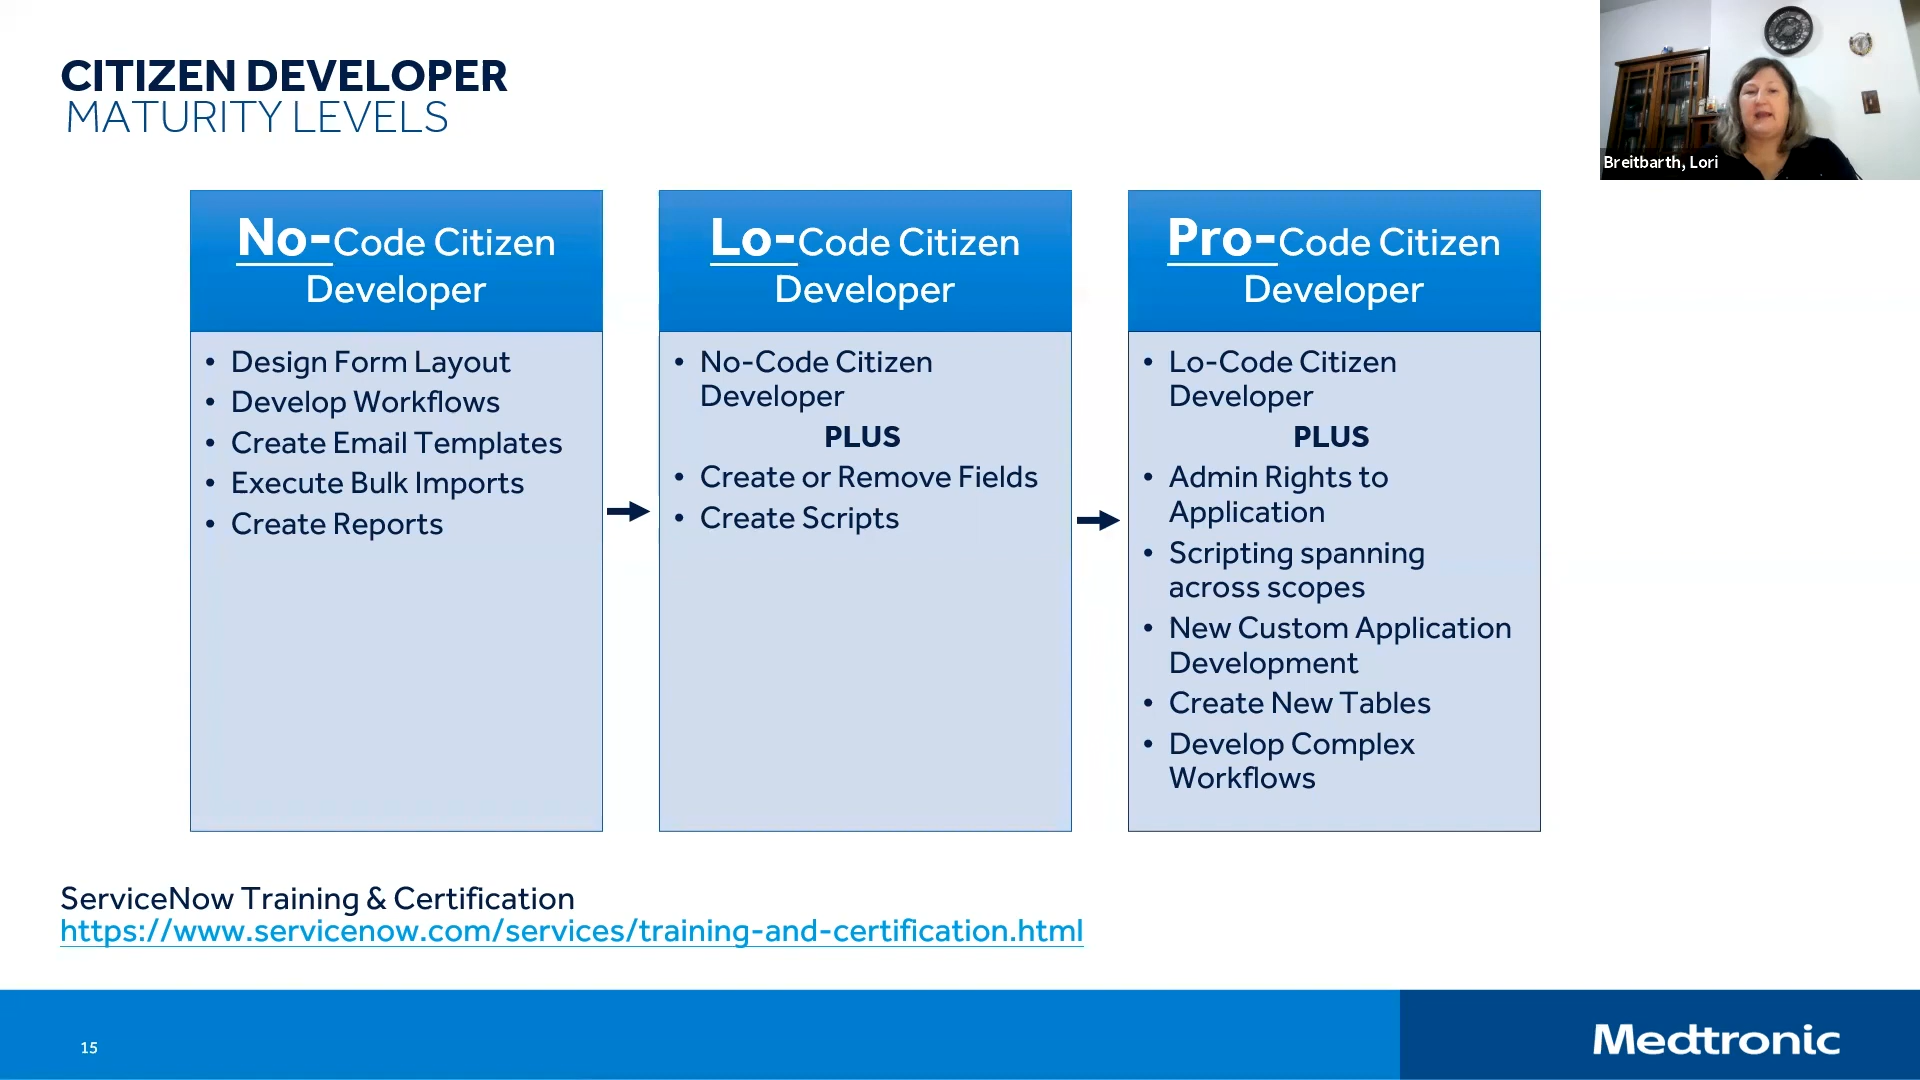 CITIZEN DEVELOPER
MATURITY LEVELS
Breitbarth, Lori
No-Code Citizen
Developer
• Design Form Layout
• Develop Workflows
• Create Email Templates
• Execute Bulk Imports
• Create Reports
Lo-Code Citizen
Developer
• No-Code Citizen
Developer
PLUS
• Create or Remove Fields
• Create Scripts
Pro-Code Citizen
Developer
• Lo-Code Citizen
Developer
PLUS
• Admin Rights to
Application
• Scripting spanning
across scopes
• New Custom Application
Development
• Create New Tables
• Develop Complex
Workflows
ServiceNow Training & Certification
https://www.servicenow.com/services/training-and-certification.html
15
Medtronic